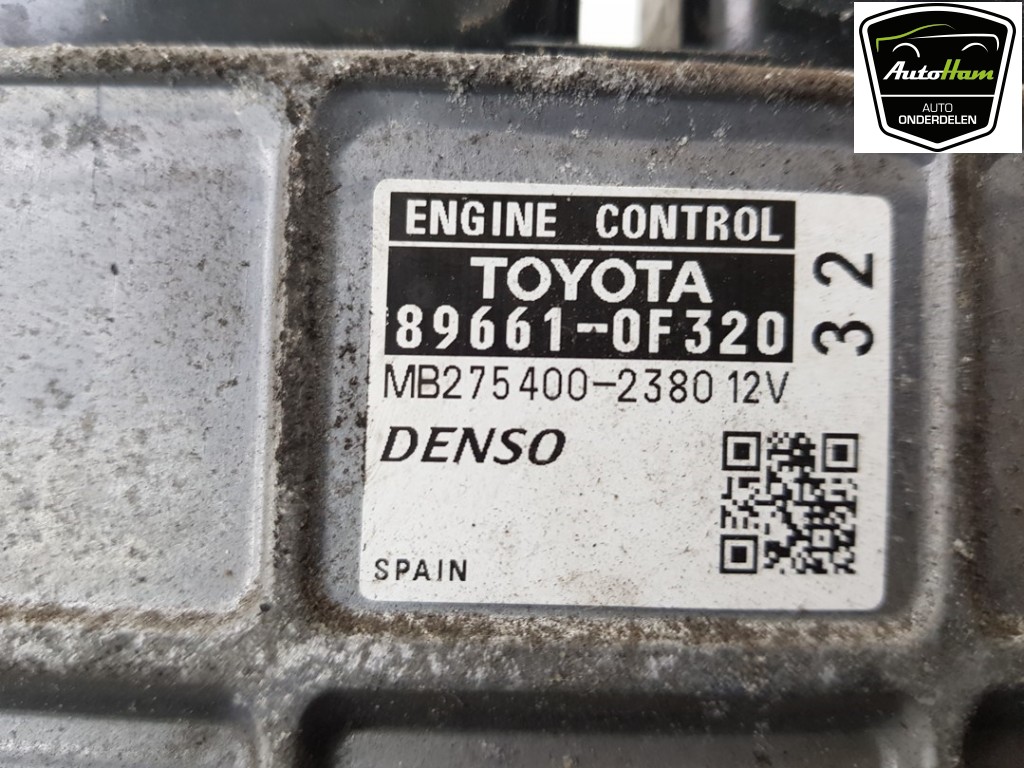 AutoHam
AUTO
ONDERDELEN
ENGINE CONTROL
TOYOTA
89661-0F320
32
MB275400-2380 12V
DENSO
SPAIN